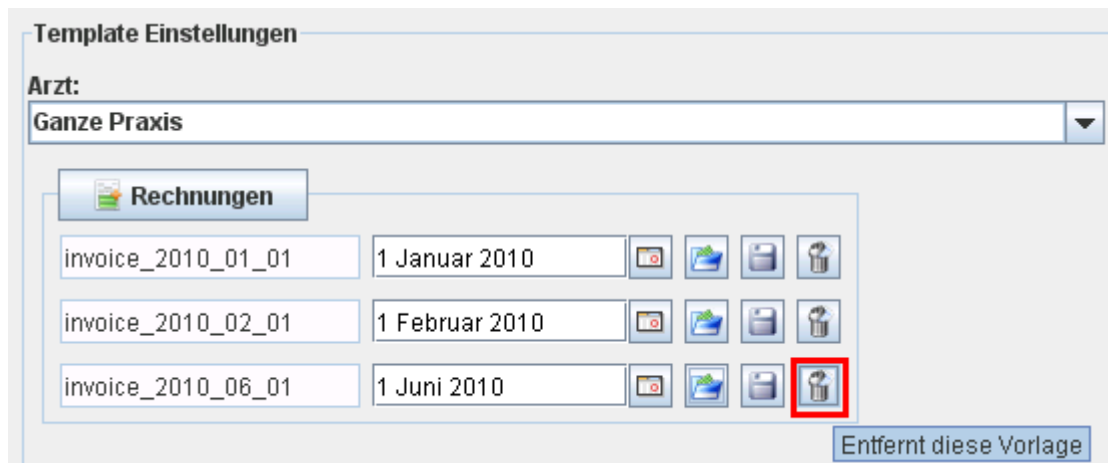 Template Einstellungen
Arzt:
Ganze Praxis
Rechnungen
invoice_2010_01_01 1 Januar 2010
invoice_2010_02_01 1 Februar 2010
invoice_2010_06_01 1 Juni 2010
Entfernt diese Vorlage